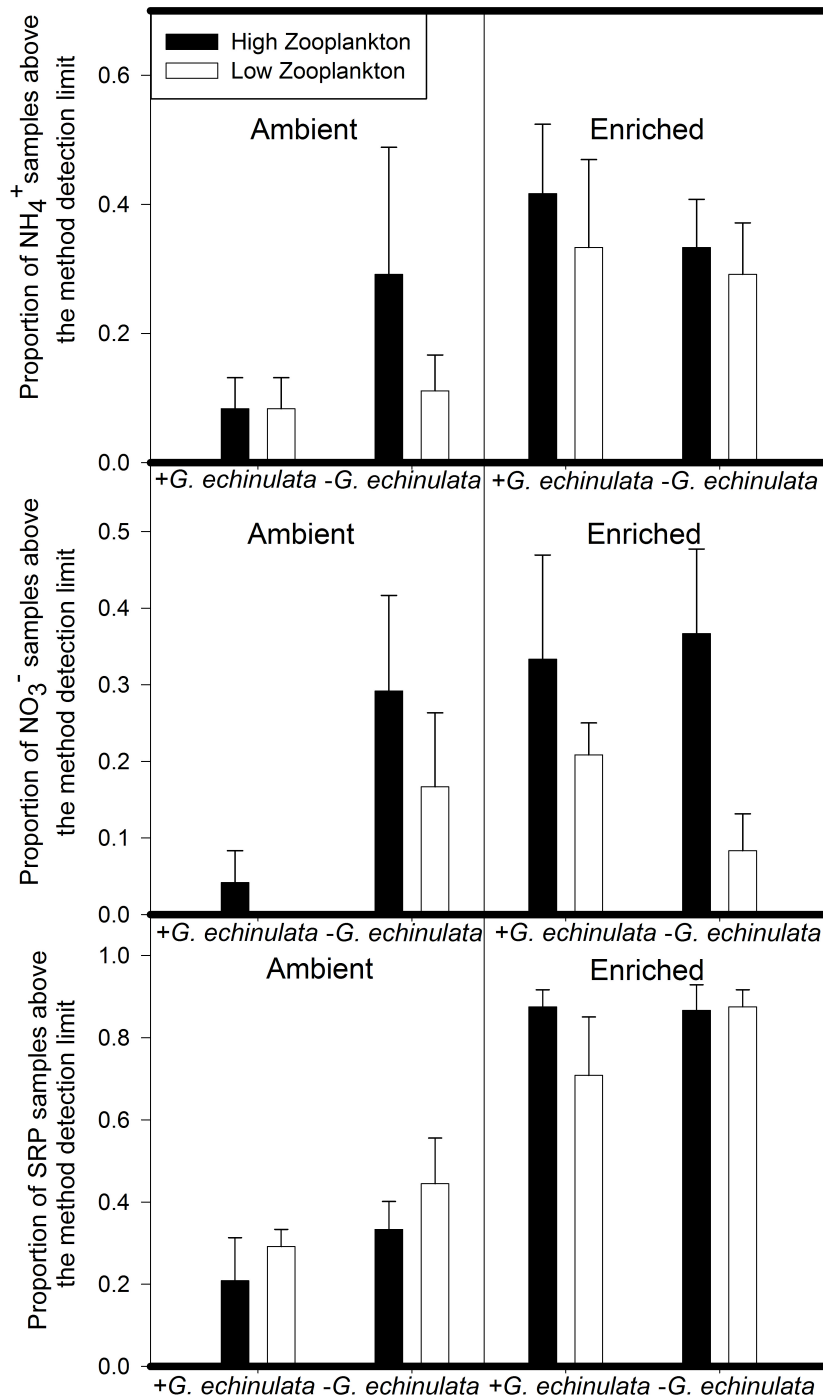 High Zooplankton
Low Zooplankton
Ambient
Enriched
Proportion of NH4+ samples above
the method detection limit
0.6
0.4
0.2
0.0
+G. echinulata -G. echinulata +G. echinulata -G. echinulata
Ambient
Enriched
Proportion of NO3- samples above
the method detection limit
0.5
0.4
0.3
0.2
0.1
0.0
+G. echinulata -G. echinulata +G. echinulata -G. echinulata
Ambient
Enriched
Proportion of SRP samples above
the method detection limit
1.0
0.8
0.6
0.4
0.2
0.0
+G. echinulata -G. echinulata +G. echinulata -G. echinulata